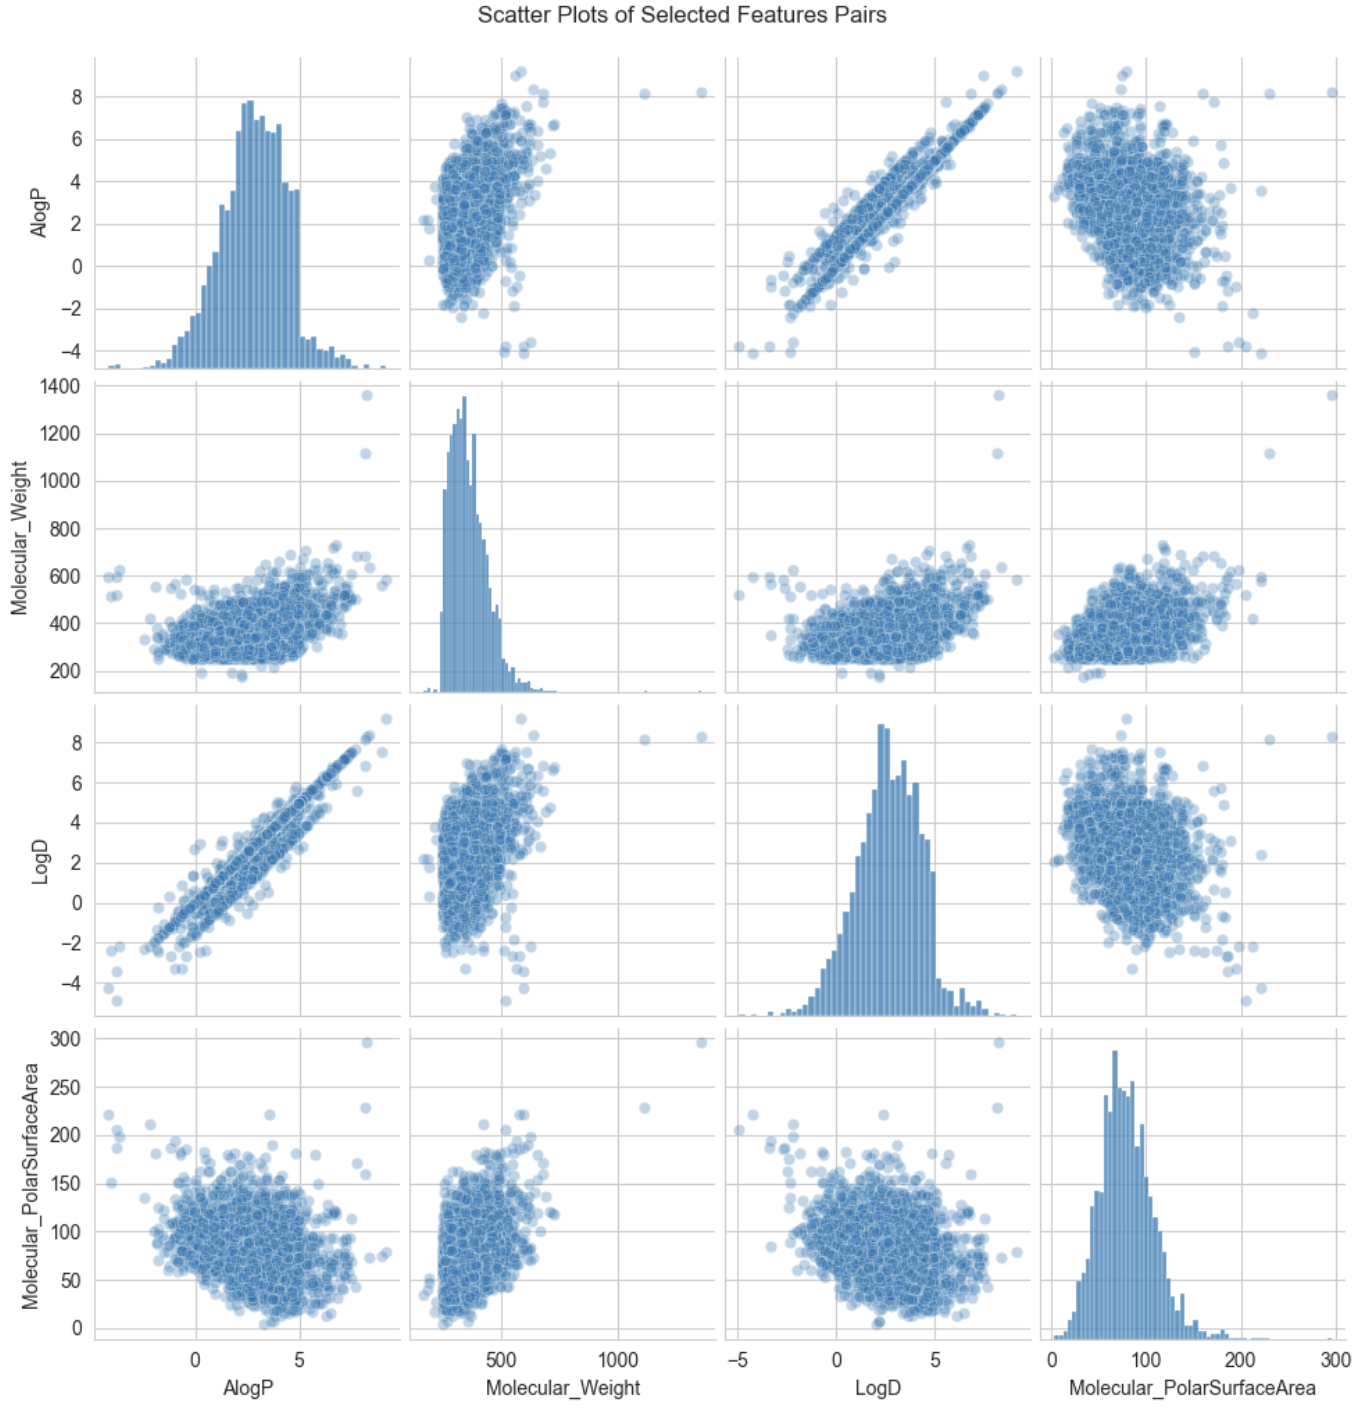 Scatter Plots of Selected Features Pairs
AlogP
8
6
4
2
0
−2
−4
Molecular_Weight
1400
1200
1000
800
600
400
200
LogD
8
6
4
2
0
−2
−4
Molecular_PolarSurfaceArea
300
250
200
150
100
50
0
0 5
500 1000
−5 0 5
0 100 200 300
AlogP
Molecular_Weight
LogD
Molecular_PolarSurfaceArea